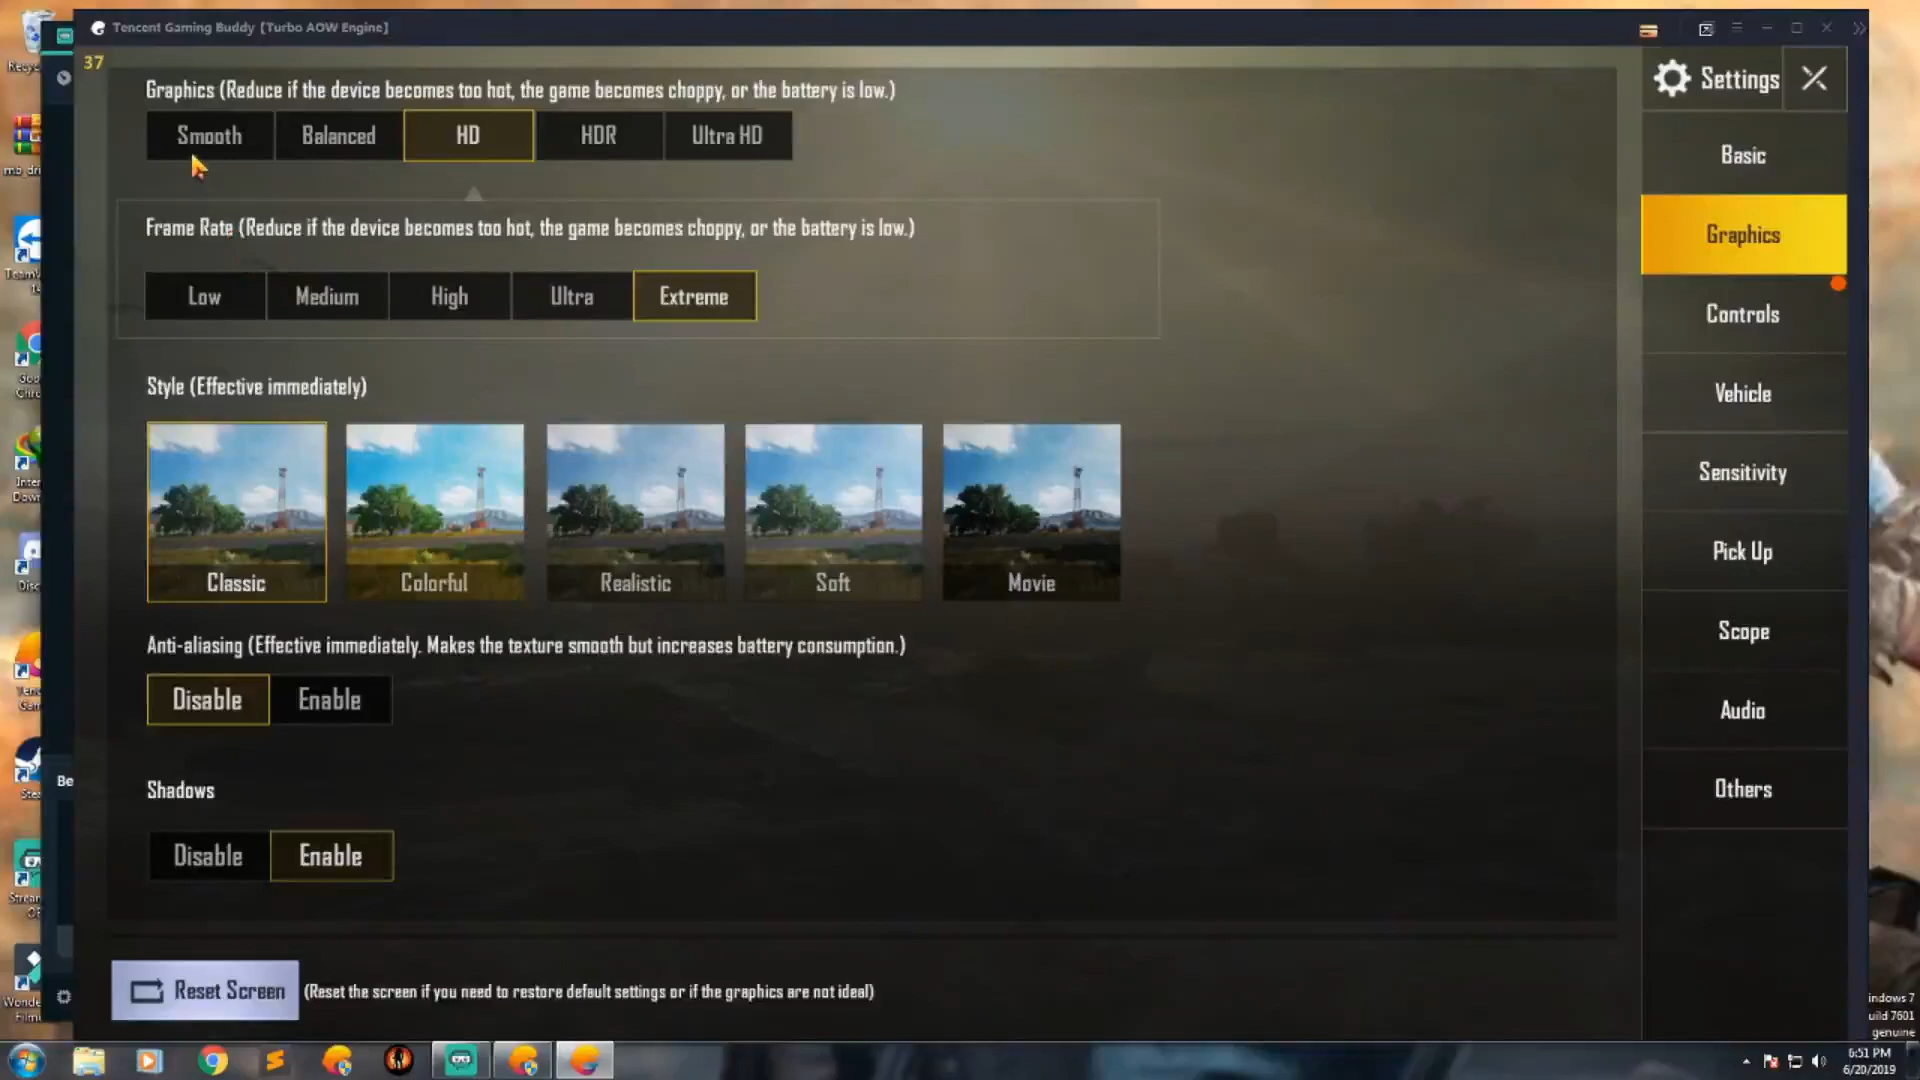 Tencent Gaming Buddy [Turbo AOW Engine]
37
Graphics (Reduce if the device becomes too hot, the game becomes choppy, or the battery is low.)
Smooth
Balanced
HD
HDR
Ultra HD
Frame Rate (Reduce if the device becomes too hot, the game becomes choppy, or the battery is low.)
Low
Medium
High
Ultra
Extreme
Style (Effective immediately)
Classic
Colorful
Realistic
Soft
Movie
Anti-aliasing (Effective immediately. Makes the texture smooth but increases battery consumption.)
Disable
Enable
Shadows
Disable
Enable
Reset Screen
(Reset the screen if you need to restore default settings or if the graphics are not ideal)
Settings
Basic
Graphics
Controls
Vehicle
Sensitivity
Pick Up
Scope
Audio
Others
Be
indows 7
uild 7601
genuine
6:51 PM
6/20/2019